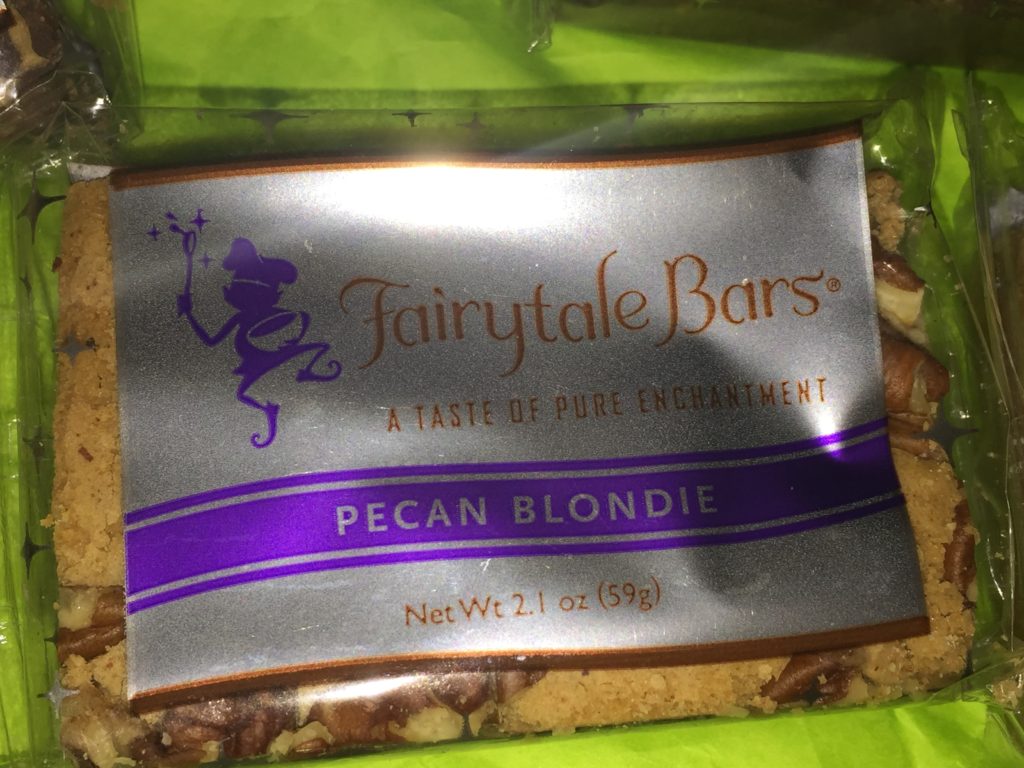 Fairytale Bars®
A TASTE OF PURE ENCHANTMENT
PECAN BLONDIE
Net Wt 2.1 oz (59g)